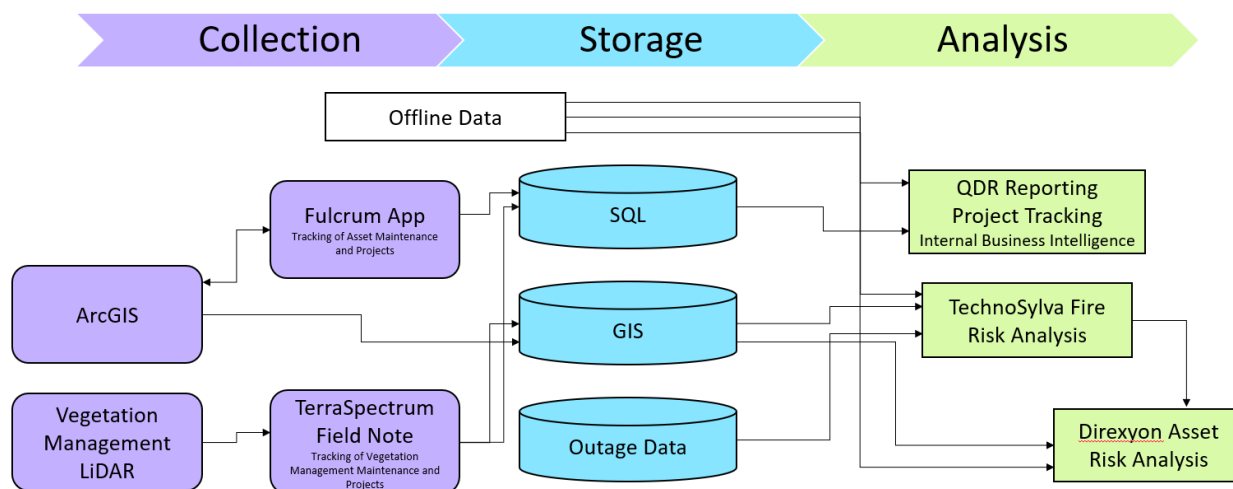 Collection
Storage
Analysis
Offline Data
Fulcrum App
Tracking of Asset Maintenance
and Projects
SQL
QDR Reporting
Project Tracking
Internal Business Intelligence
ArcGIS
GIS
TechnoSylva Fire
Risk Analysis
Vegetation
Management
LiDAR
TerraSpectrum
Field Note
Tracking of Vegetation
Management Maintenance and
Projects
Outage Data
Direxyon Asset
Risk Analysis